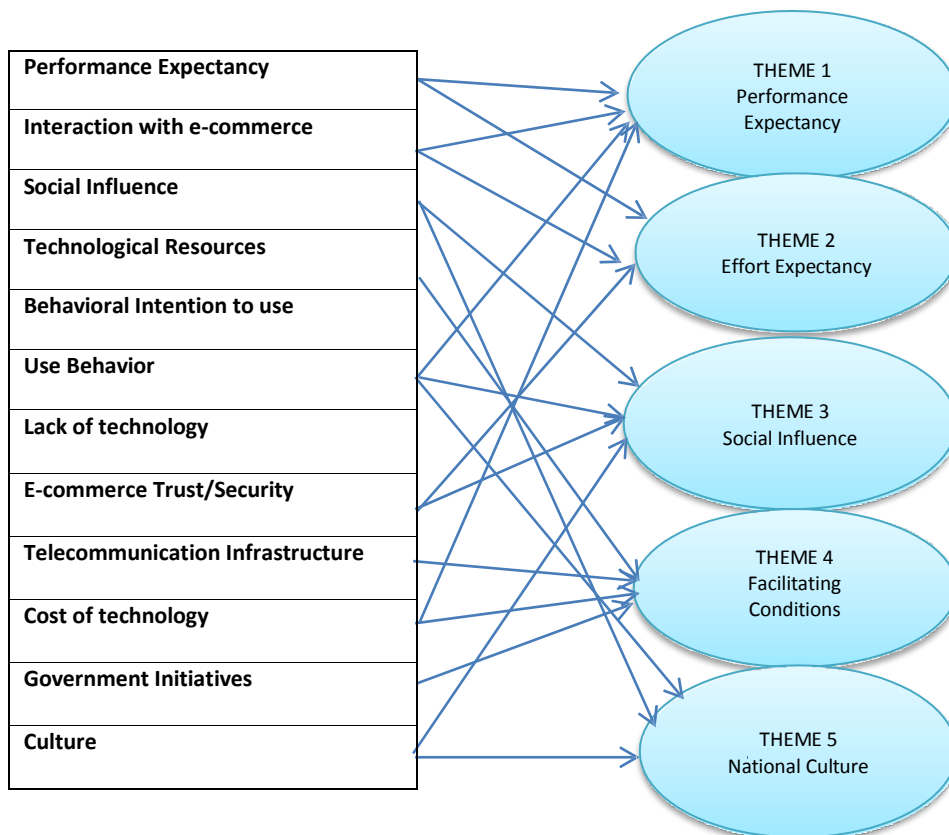 Performance Expectancy
Interaction with e-commerce
Social Influence
Technological Resources
Behavioral Intention to use
Use Behavior
Lack of technology
E-commerce Trust/Security
Telecommunication Infrastructure
Cost of technology
Government Initiatives
Culture
THEME 1
Performance
Expectancy
THEME 2
Effort Expectancy
THEME 3
Social Influence
THEME 4
Facilitating
Conditions
THEME 5
National Culture